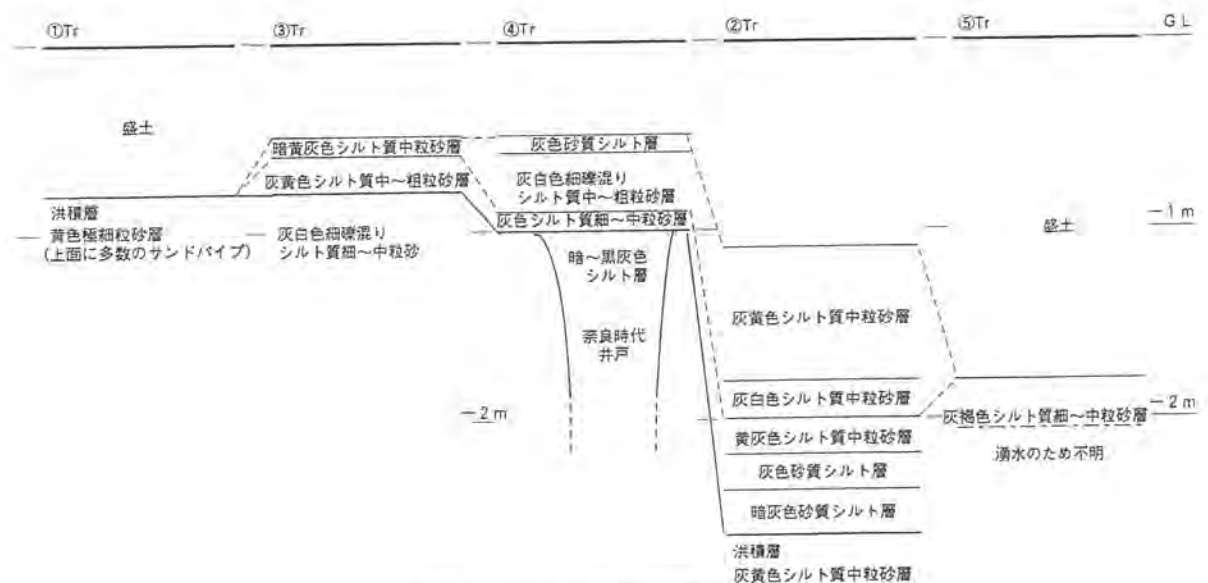 ①Tr
③Tr
④Tr
②Tr
⑤Tr
GL
盛土
暗黄灰色シルト質中粒砂層
灰黄色シルト質中～粗粒砂層
洪積層
黄色極細粒砂層
(上面に多数のサンドパイプ)
灰白色細礫混り
シルト質細～中粒砂
灰色砂質シルト層
灰白色細礫混り
シルト質中～粗粒砂層
灰色シルト質細～中粒砂層
暗～黒灰色
シルト層
奈良時代
井戸
－2m
灰黄色シルト質中粒砂層
灰白色シルト質中粒砂層
黄灰色シルト質中粒砂層
灰色砂質シルト層
暗灰色砂質シルト層
洪積層
灰黄色シルト質中粒砂層
－1m
盛土
－2m
灰褐色シルト質細～中粒砂層
湧水のため不明